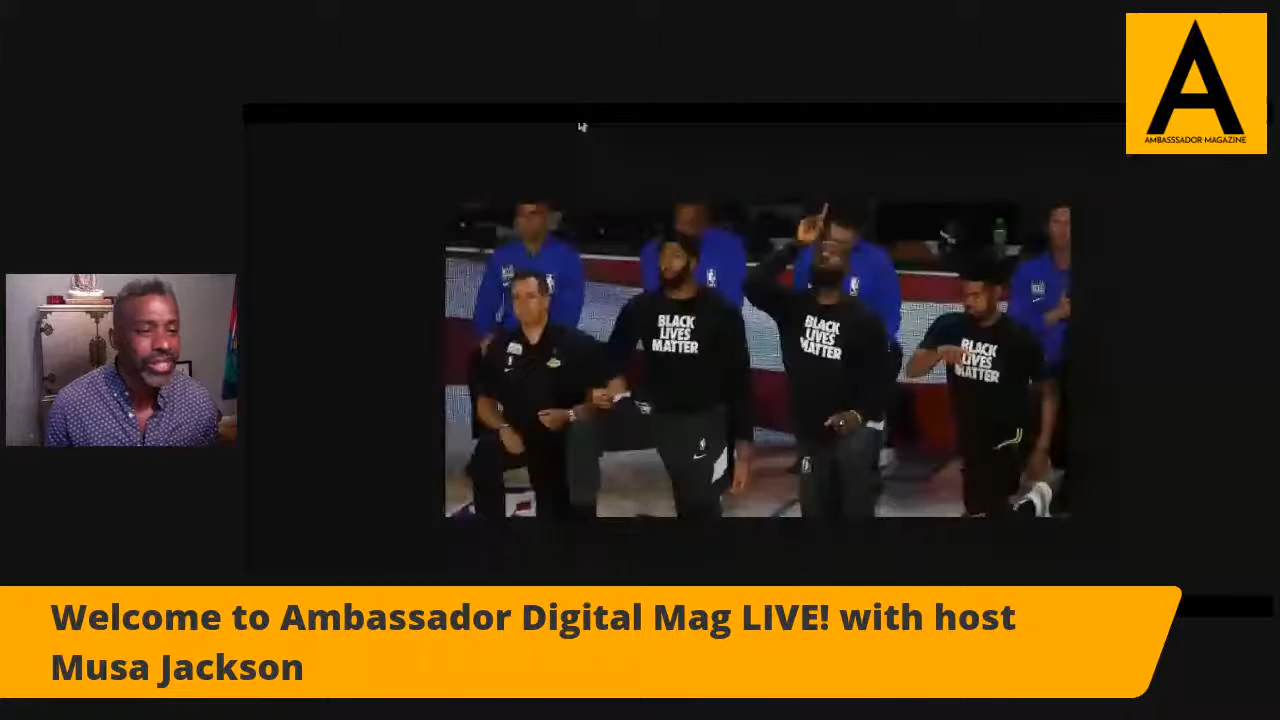 A
AMBASSSADOR MAGAZINE
BLACK
LIVES
MATTER
BLACK
LIVES
MATTER
BLACK
LIVES
MATTER
Welcome to Ambassador Digital Mag LIVE! with host
Musa Jackson